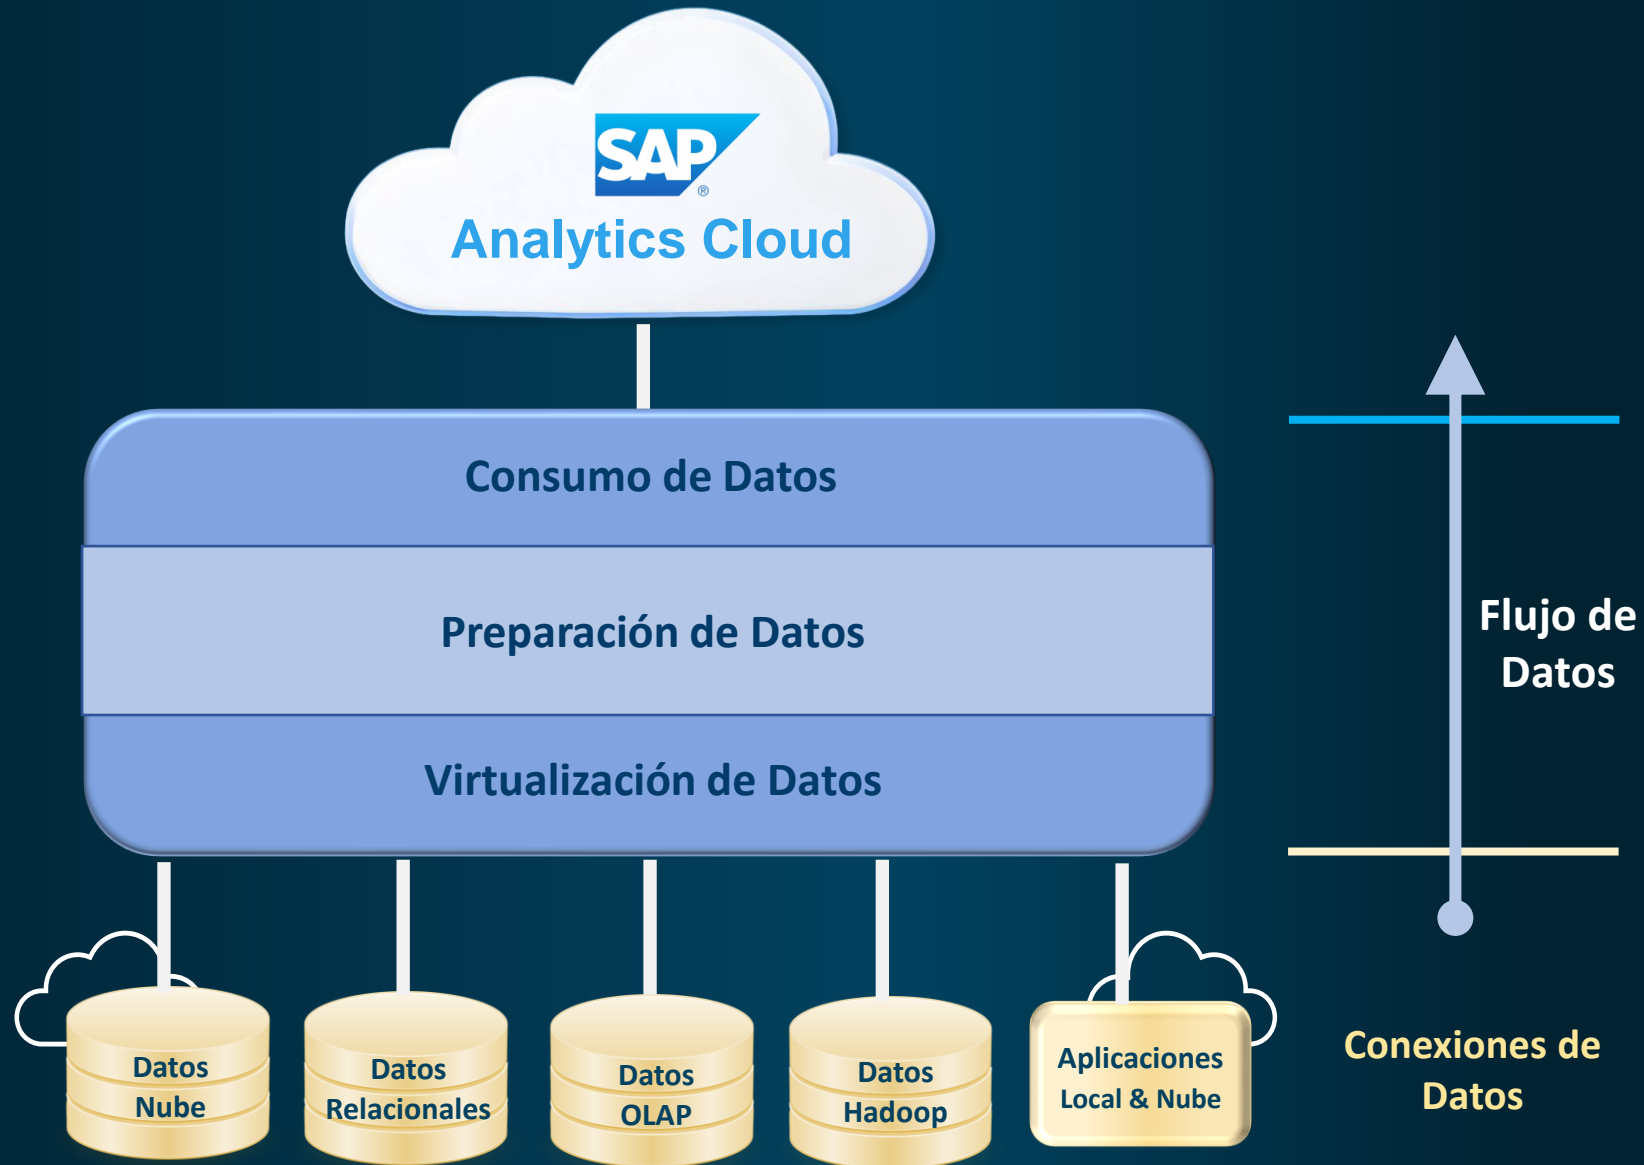 SAP
®
Analytics Cloud
Consumo de Datos
Preparación de Datos
Virtualización de Datos
Flujo de
Datos
Datos
Nube
Datos
Relacionales
Datos
OLAP
Datos
Hadoop
Aplicaciones
Local & Nube
Conexiones de
Datos